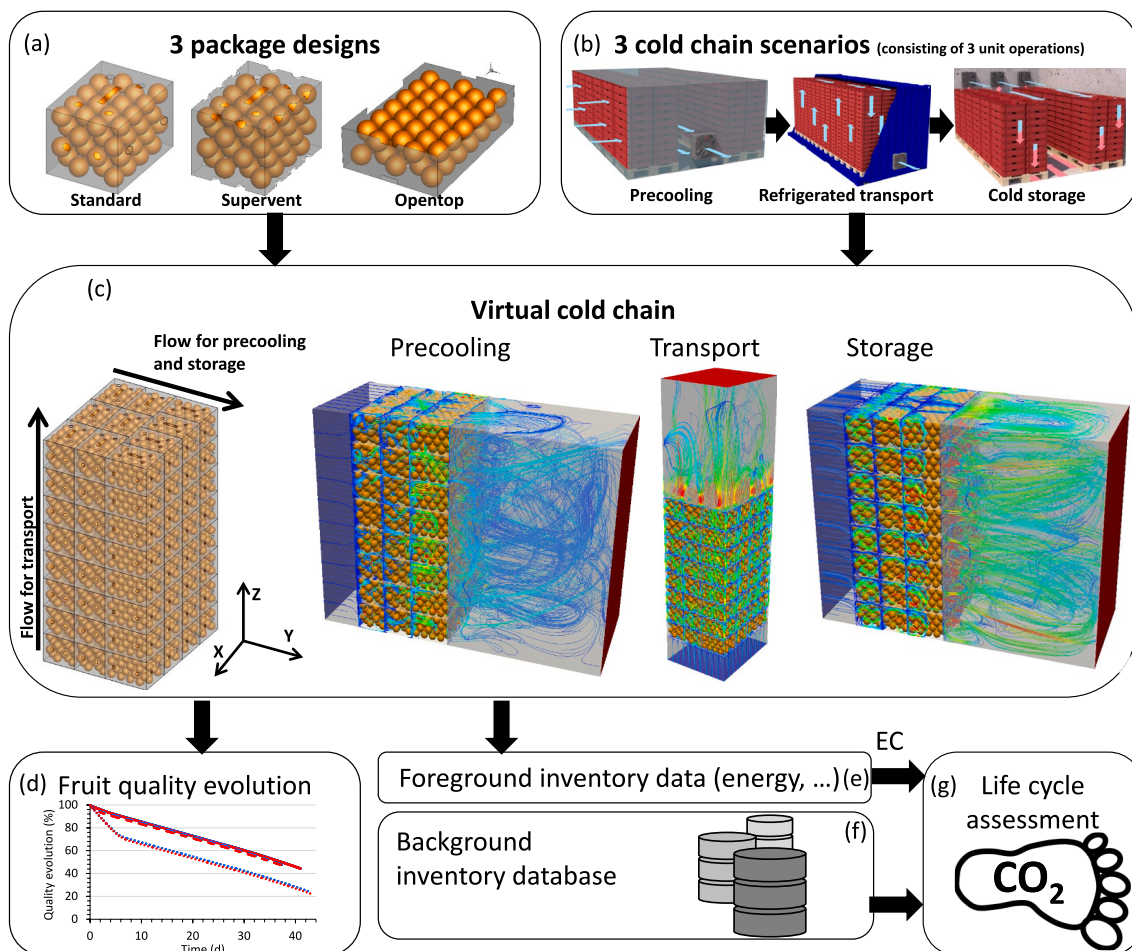 (a)
3 package designs
Standard
Supervent
Opentop
(b)
3 cold chain scenarios (consisting of 3 unit operations)
Precooling
Refrigerated transport
Cold storage
(c)
Virtual cold chain
Flow for precooling
and storage
Flow for transport
Z
Y
X
Precooling
Transport
Storage
(d)
Fruit quality evolution
Quality evolution (%)
100
80
60
40
20
0
0
10
20
30
40
Time (d)
Foreground inventory data (energy, ...)
(e)
EC
Background
inventory database
(f)
(g)
Life cycle
assessment
CO2